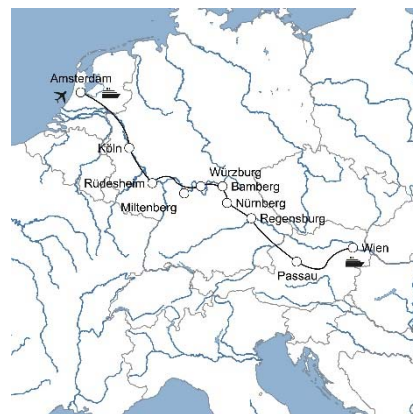 Amsterdam
Köln
Rüdesheim
Würzburg
Miltenberg
Bamberg
Nürnberg
Regensburg
Wien
Passau